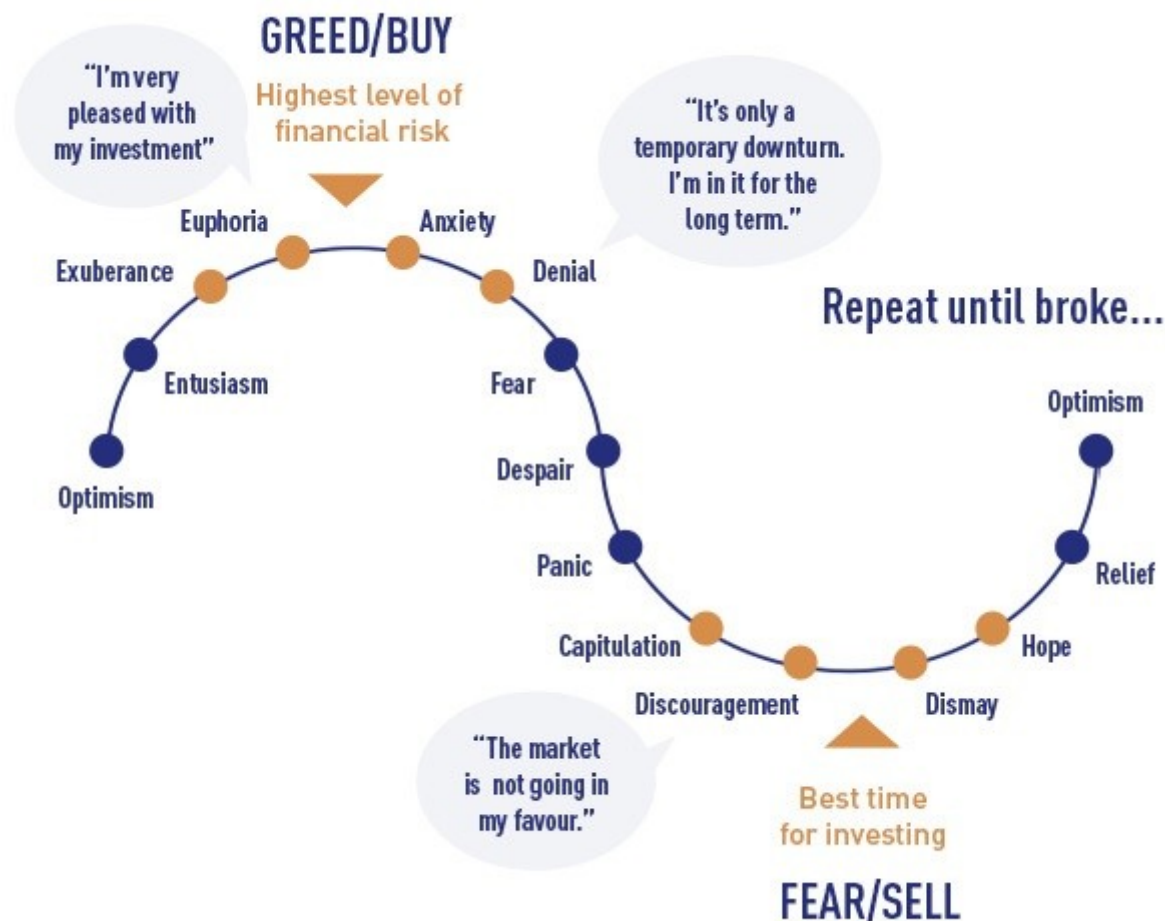 GREED/BUY
Highest level of
financial risk
“I’m very
pleased with
my investment”
“It’s only a
temporary downturn.
I’m in it for the
long term.”
Euphoria
Anxiety
Exuberance
Denial
Repeat until broke...
Entusiasm
Fear
Optimism
Despair
Optimism
Panic
Relief
Capitulation
Hope
Discouragement
Dismay
“The market
is not going in
my favour.”
Best time
for investing
FEAR/SELL